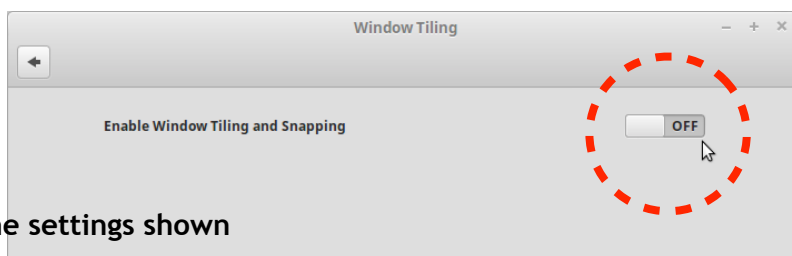 Window Tiling
Enable Window Tiling and Snapping
OFF
settings shown